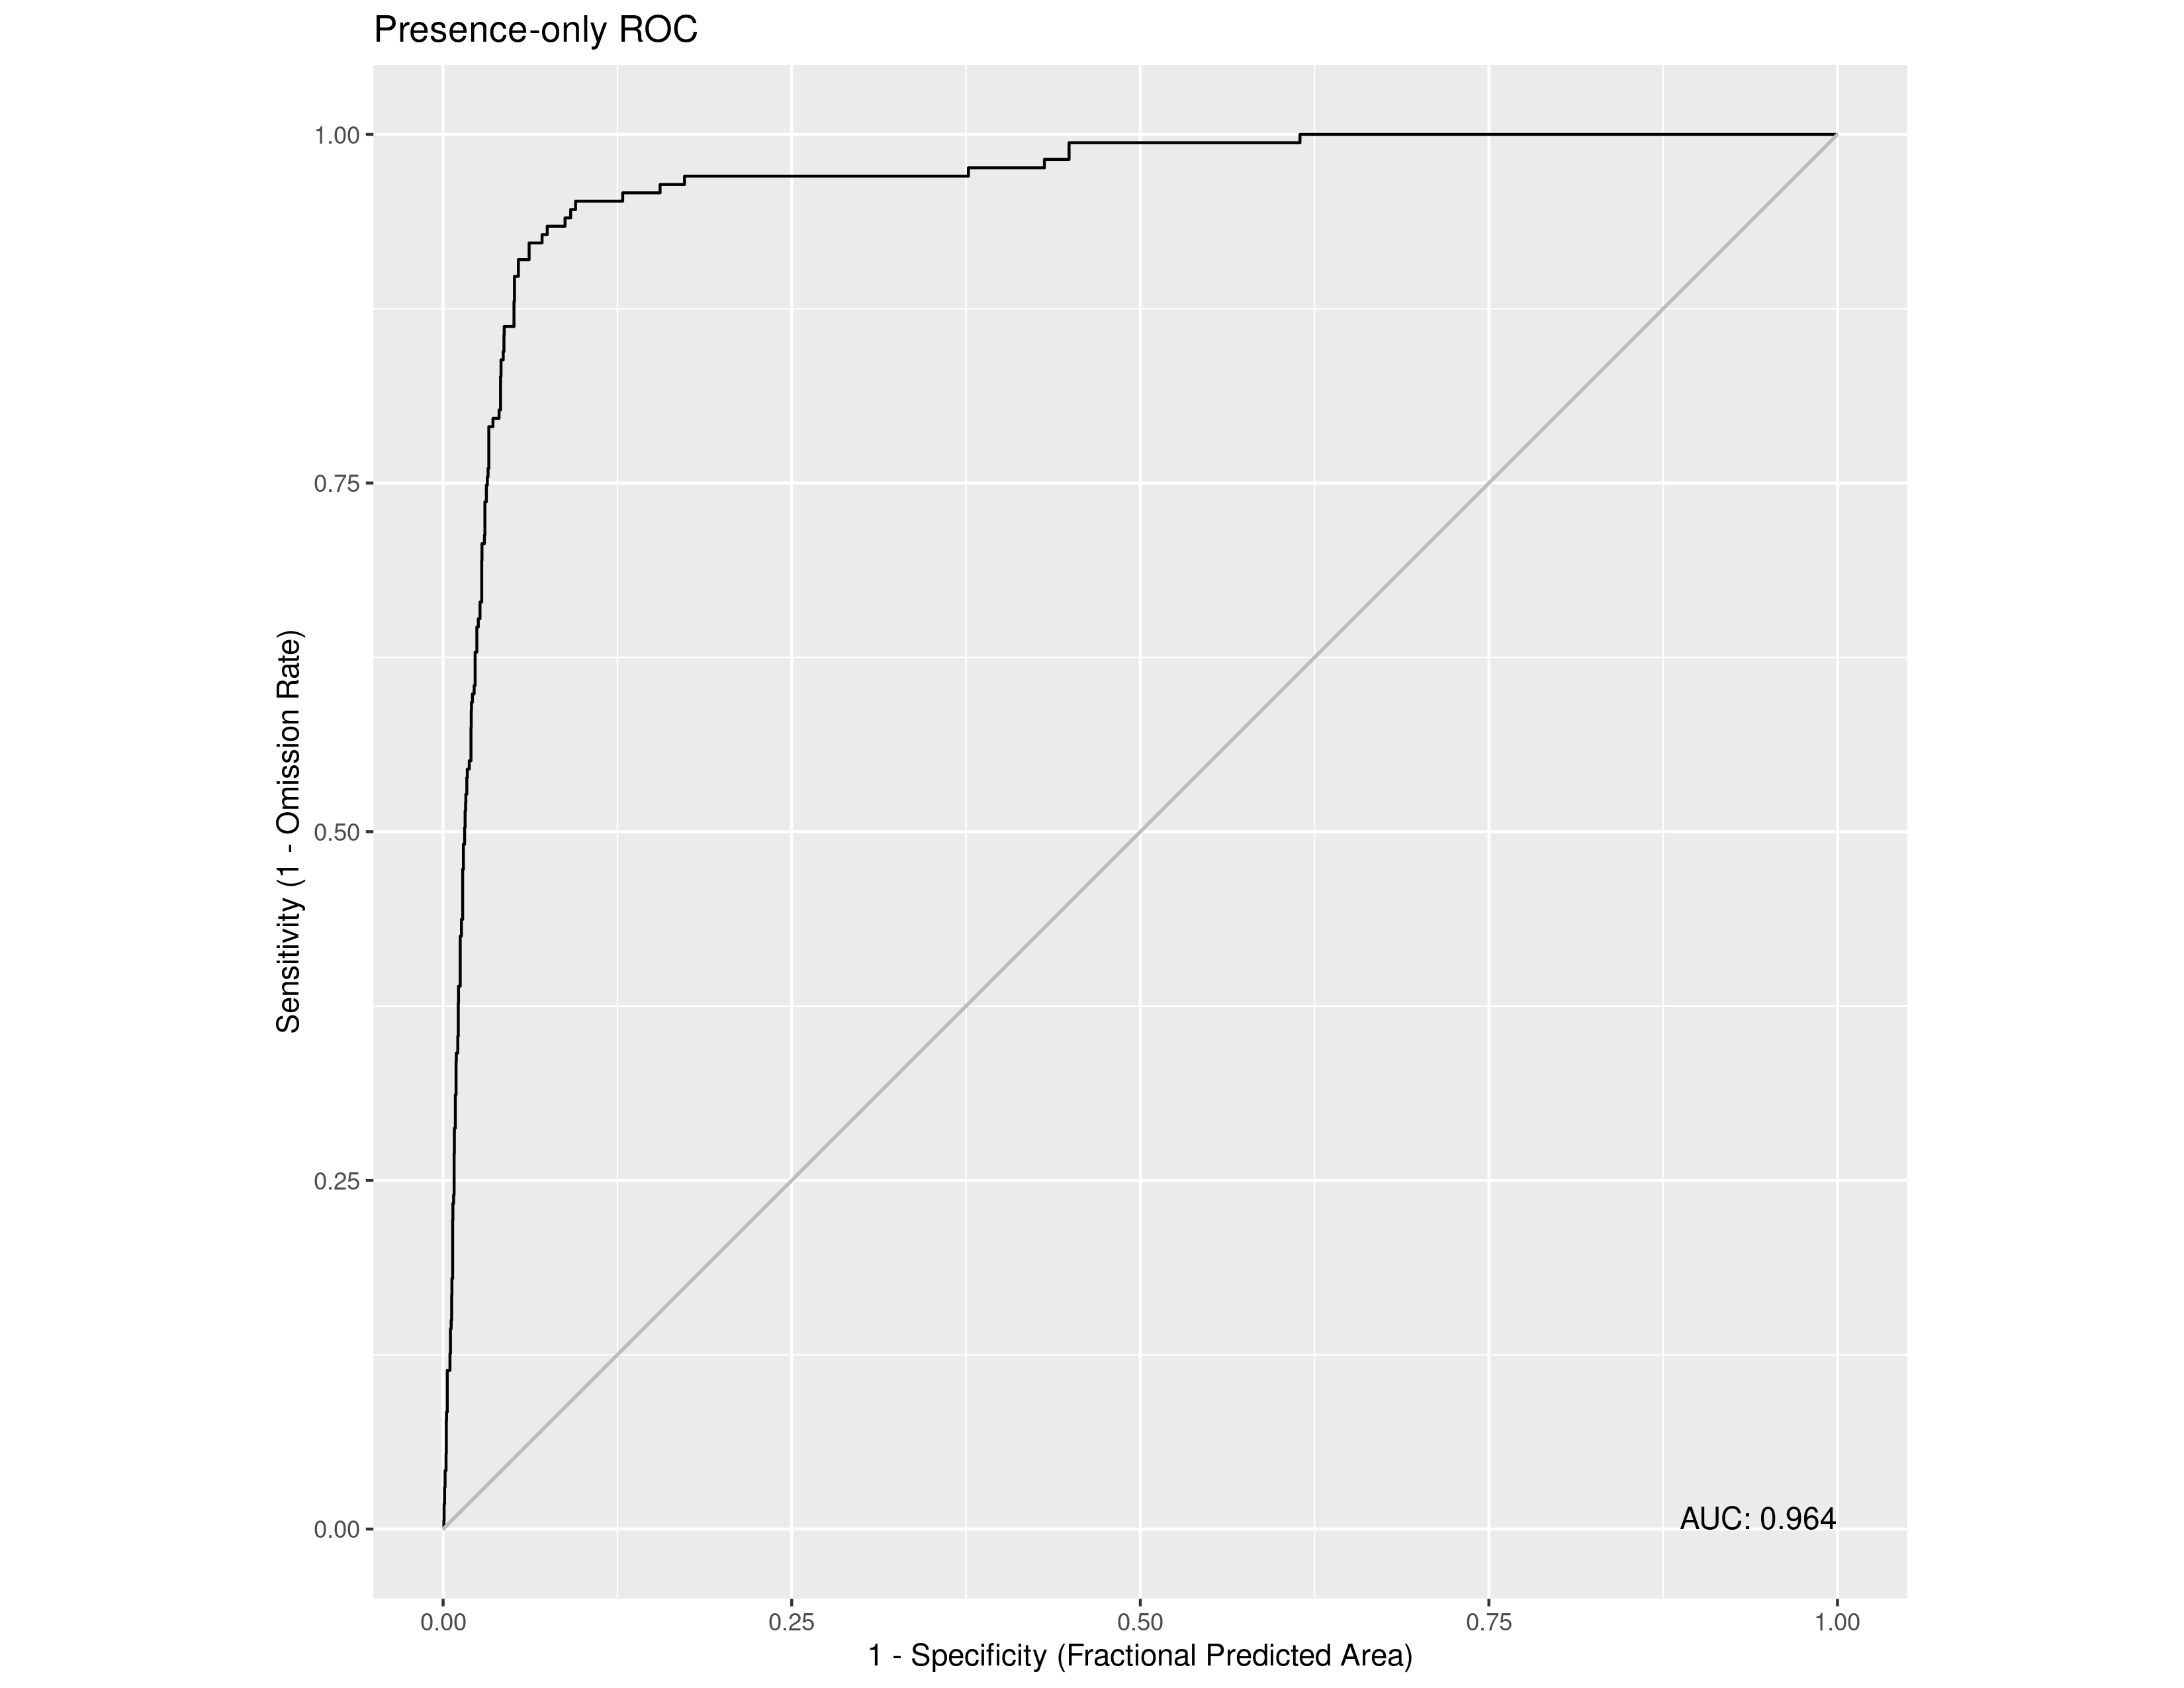 Presence-only ROC
Sensitivity (1 - Omission Rate)
1.00
0.75
0.50
0.25
0.00
AUC: 0.964
0.00 0.25 0.50 0.75 1.00
1 - Specificity (Fractional Predicted Area)